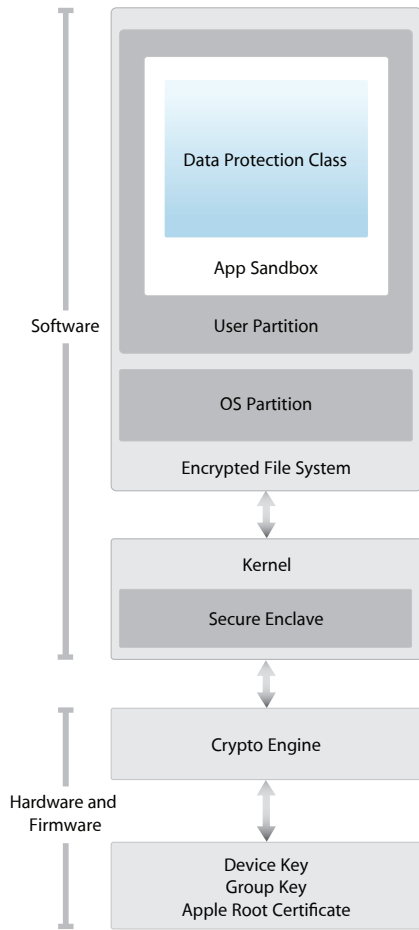 Data Protection Class
App Sandbox
User Partition
OS Partition
Encrypted File System
Software
Kernel
Secure Enclave
Crypto Engine
Hardware and
Firmware
Device Key
Group Key
Apple Root Certificate